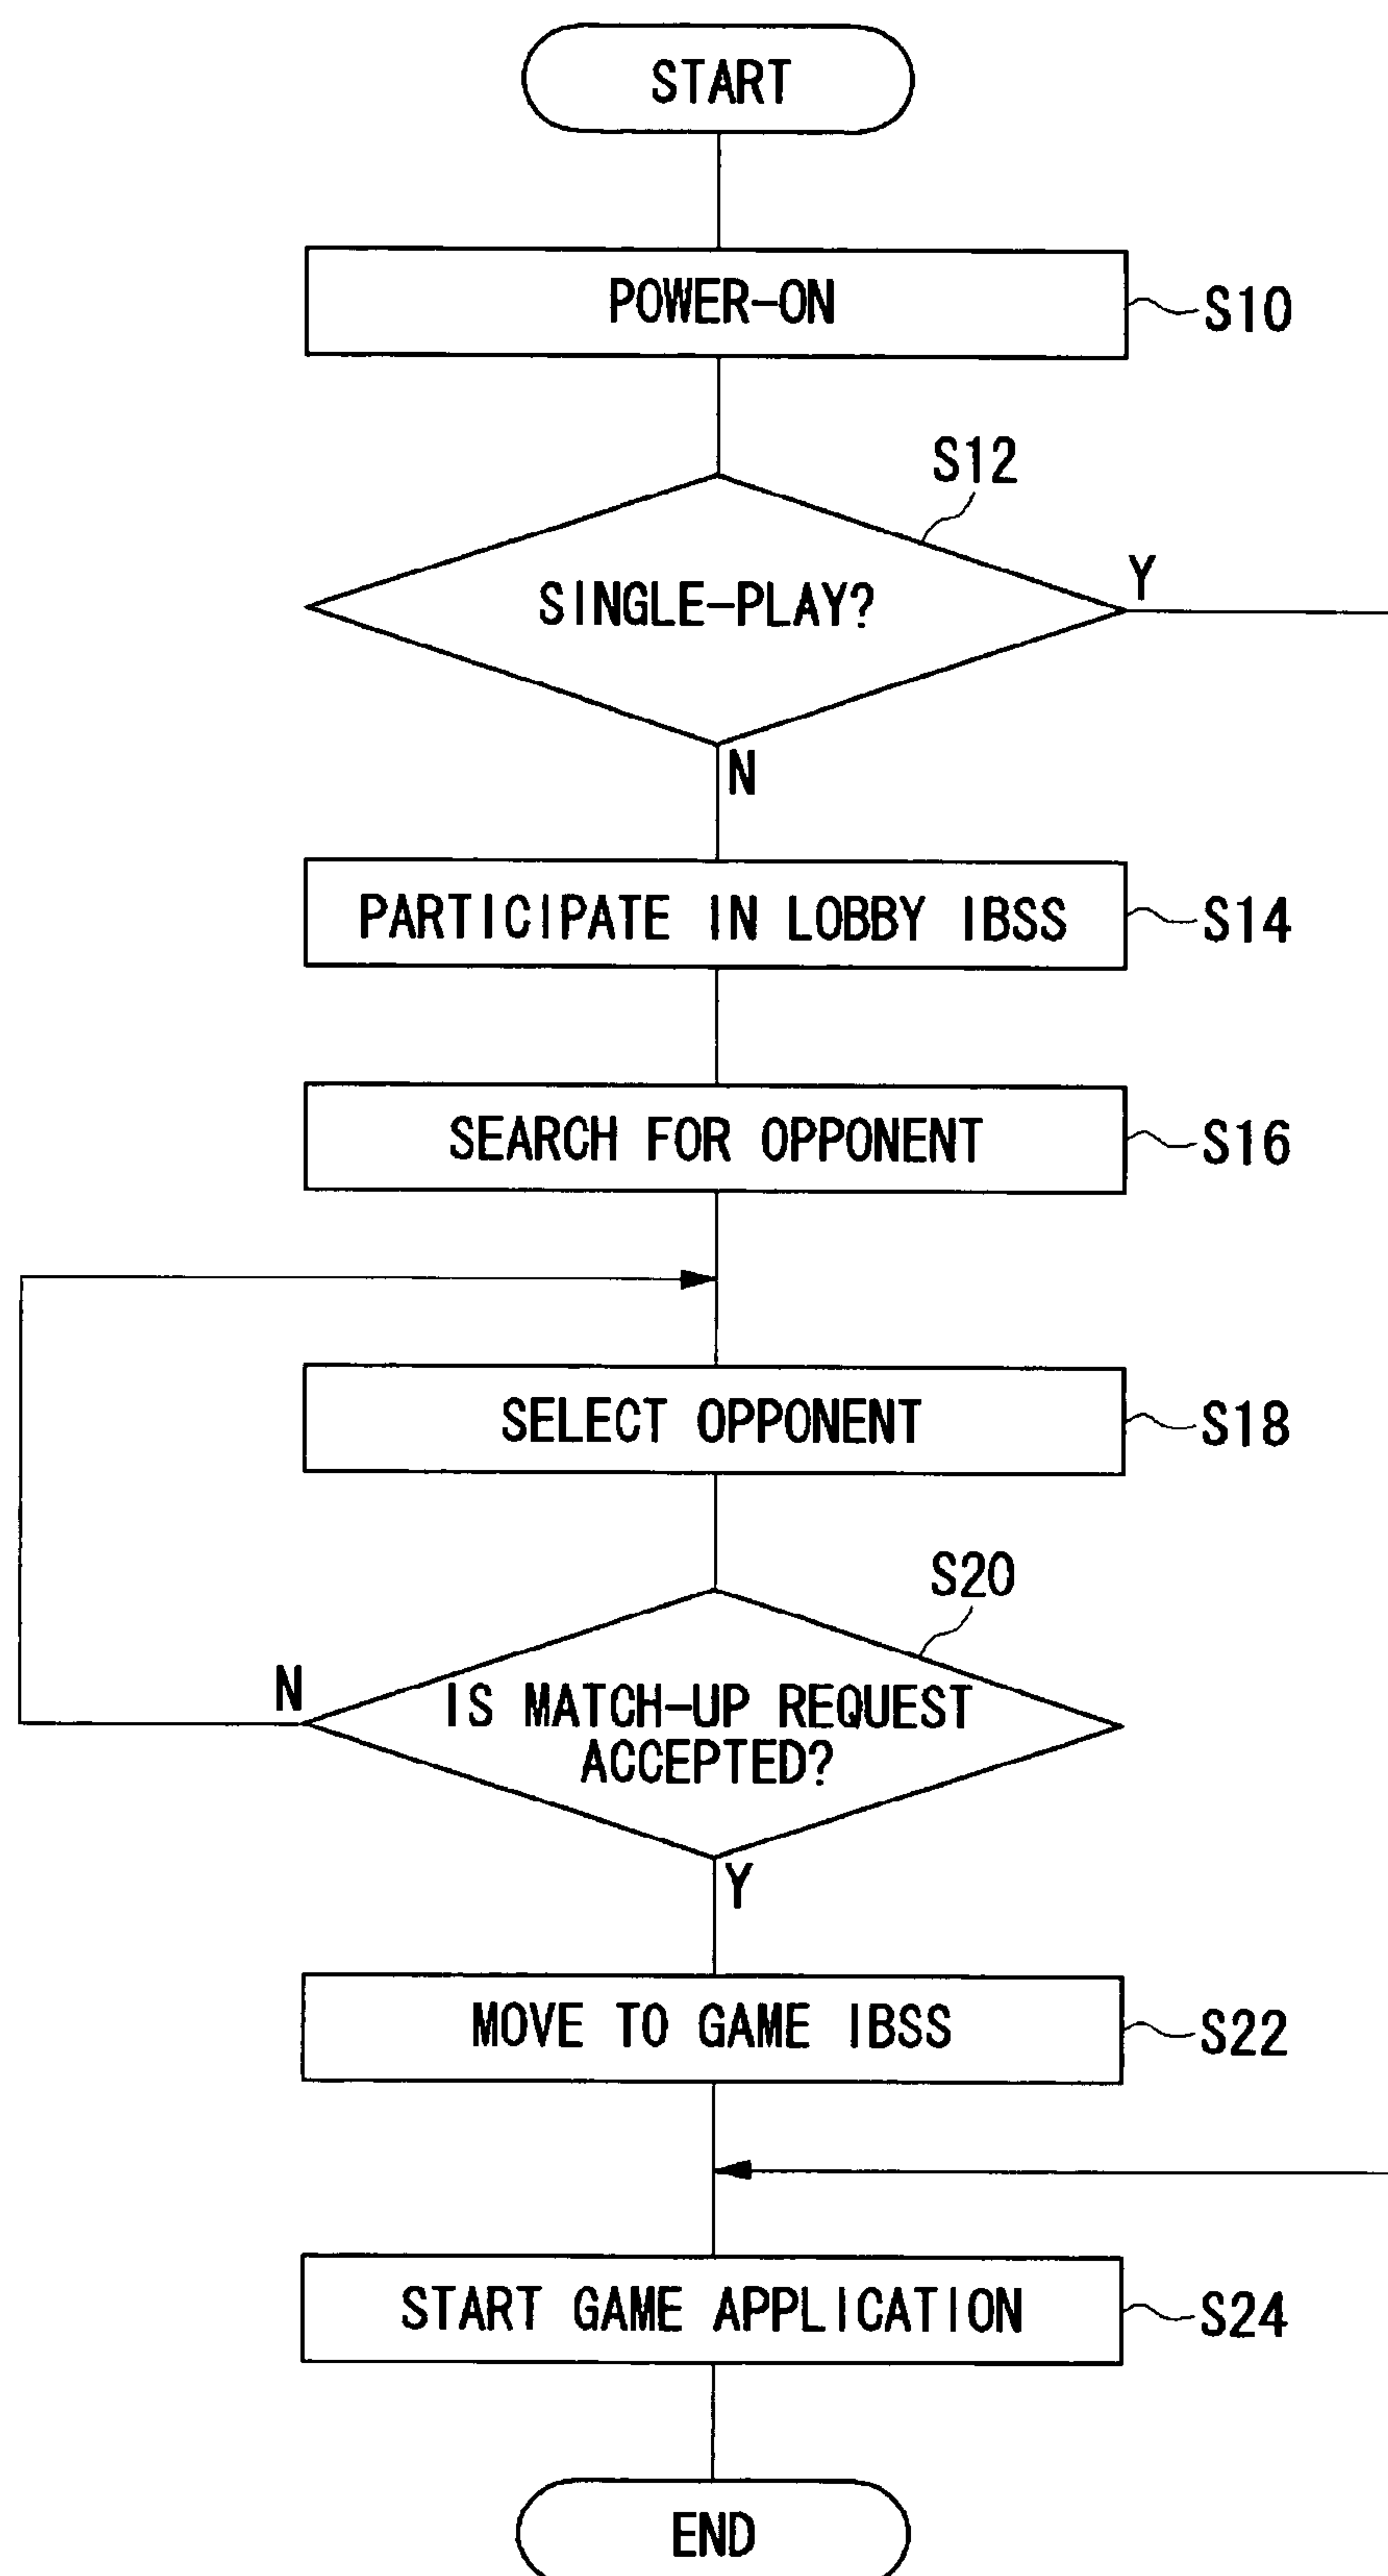 START
POWER-ON
S10
S12
SINGLE-PLAY?
Y
N
PARTICIPATE IN LOBBY IBSS
S14
SEARCH FOR OPPONENT
S16
SELECT OPPONENT
S18
S20
N
IS MATCH-UP REQUEST
ACCEPTED?
Y
MOVE TO GAME IBSS
S22
START GAME APPLICATION
S24
END